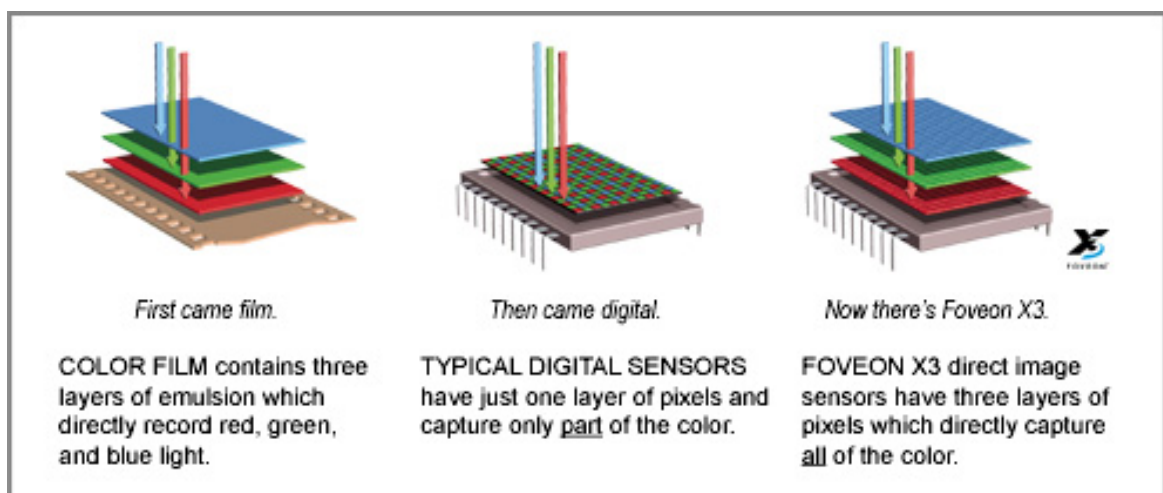 X3
FOVEON
First came film.
Then came digital.
Now there's Foveon X3.
COLOR FILM contains three
layers of emulsion which
directly record red, green,
and blue light.
TYPICAL DIGITAL SENSORS
have just one layer of pixels and
capture only part of the color.
FOVEON X3 direct image
sensors have three layers of
pixels which directly capture
all of the color.